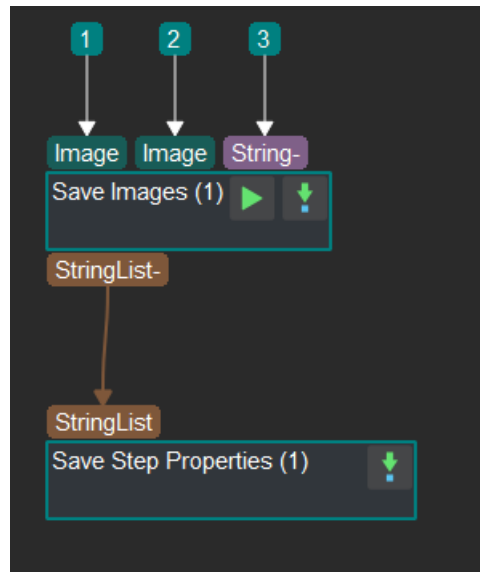 1 2 3
Image Image String-
Save Images (1)
StringList-
StringList
Save Step Properties (1)